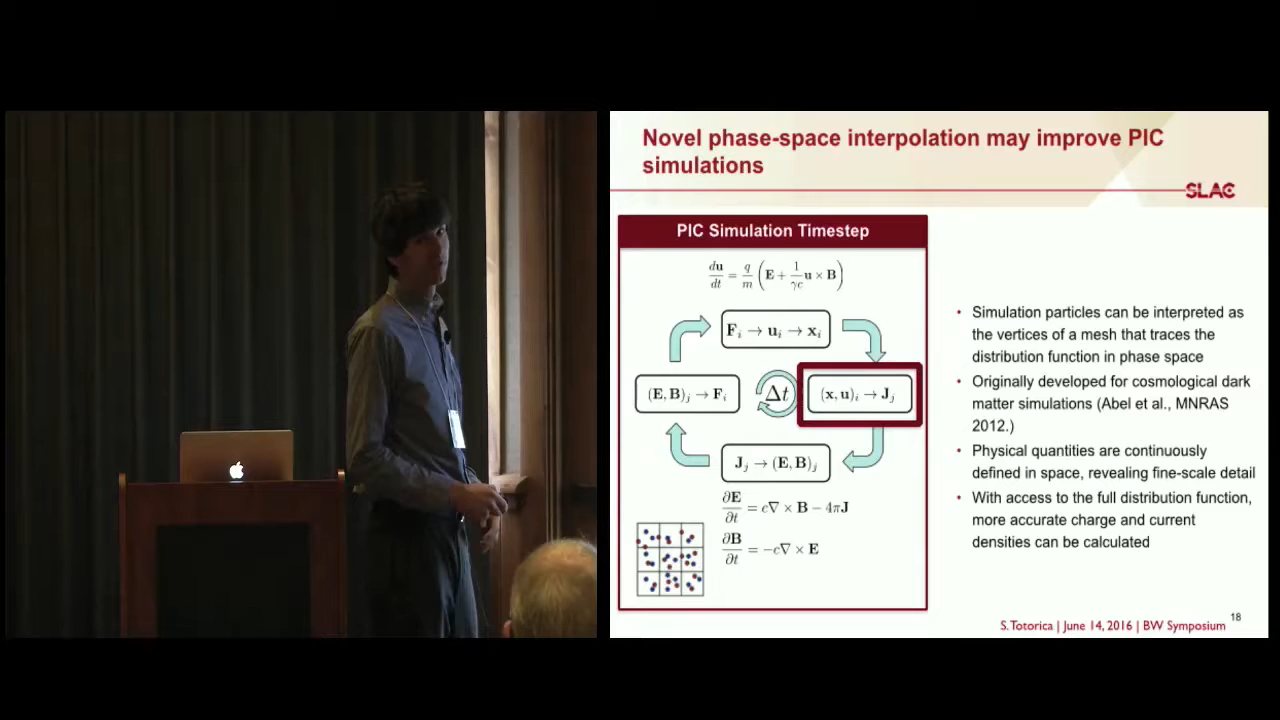 Novel phase-space interpolation may improve PIC
simulations
SLAC
PIC Simulation Timestep
du/dt = q/m (E + 1/γc u × B)
F_i → u_i → x_i
(E, B)_j → F_i
Δt
(x, u)_i → J_j
J_j → (E, B)_j
∂E/∂t = c∇ × B − 4πJ
∂B/∂t = −c∇ × E
• Simulation particles can be interpreted as
the vertices of a mesh that traces the
distribution function in phase space
• Originally developed for cosmological dark
matter simulations (Abel et al., MNRAS
2012.)
• Physical quantities are continuously
defined in space, revealing fine-scale detail
• With access to the full distribution function,
more accurate charge and current
densities can be calculated
S. Totorica | June 14, 2016 | BW Symposium
18